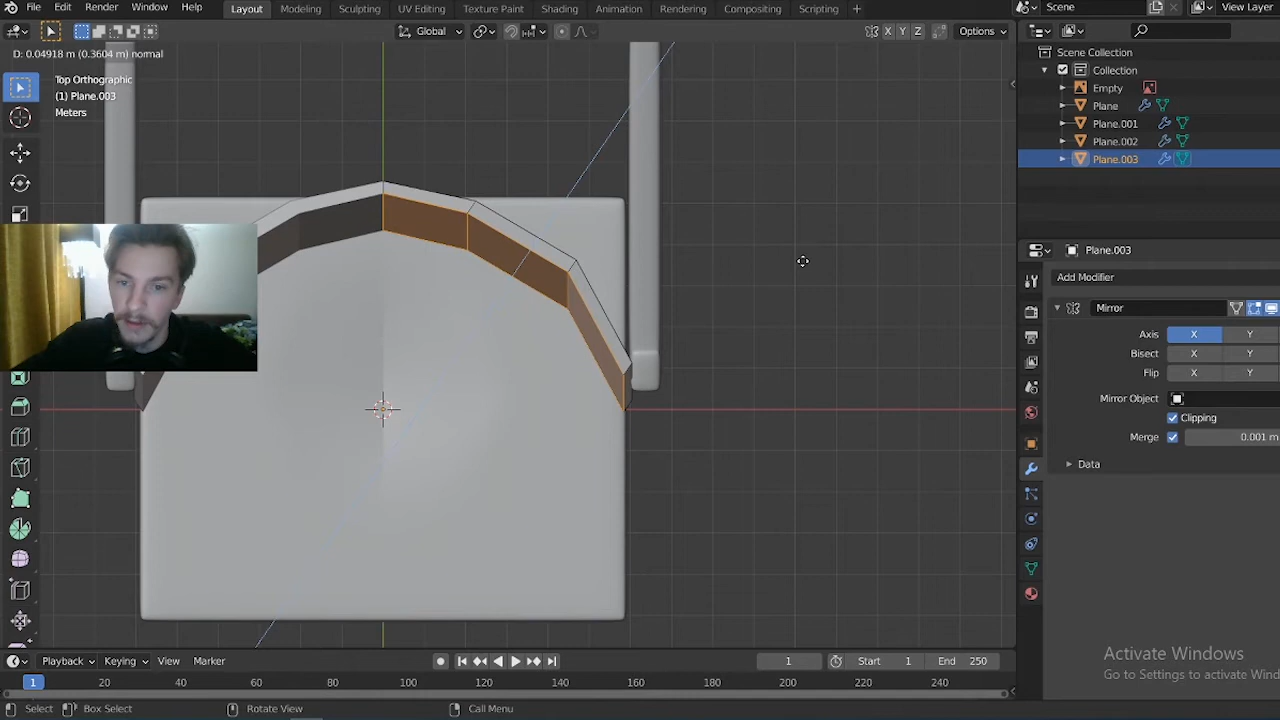 File Edit Render Window Help Layout Modeling Sculpting UV Editing Texture Paint Shading Animation Rendering Compositing Scripting + Scene View Layer
Global X Y Z Options
D: 0.04918 m (0.3604 m) normal
Top Orthographic
(1) Plane.003
Meters
Scene Collection
Collection
Empty
Plane
Plane.001
Plane.002
Plane.003
Plane.003
Add Modifier
Mirror
Axis X Y
Bisect X Y
Flip X Y
Mirror Object
Clipping
Merge 0.001 m
Data
Activate Windows
Go to Settings to activate Wind
Playback Keying View Marker 1 Start 1 End 250
1 20 40 60 80 100 120 140 160 180 200 220 240
Select Box Select Rotate View Call Menu